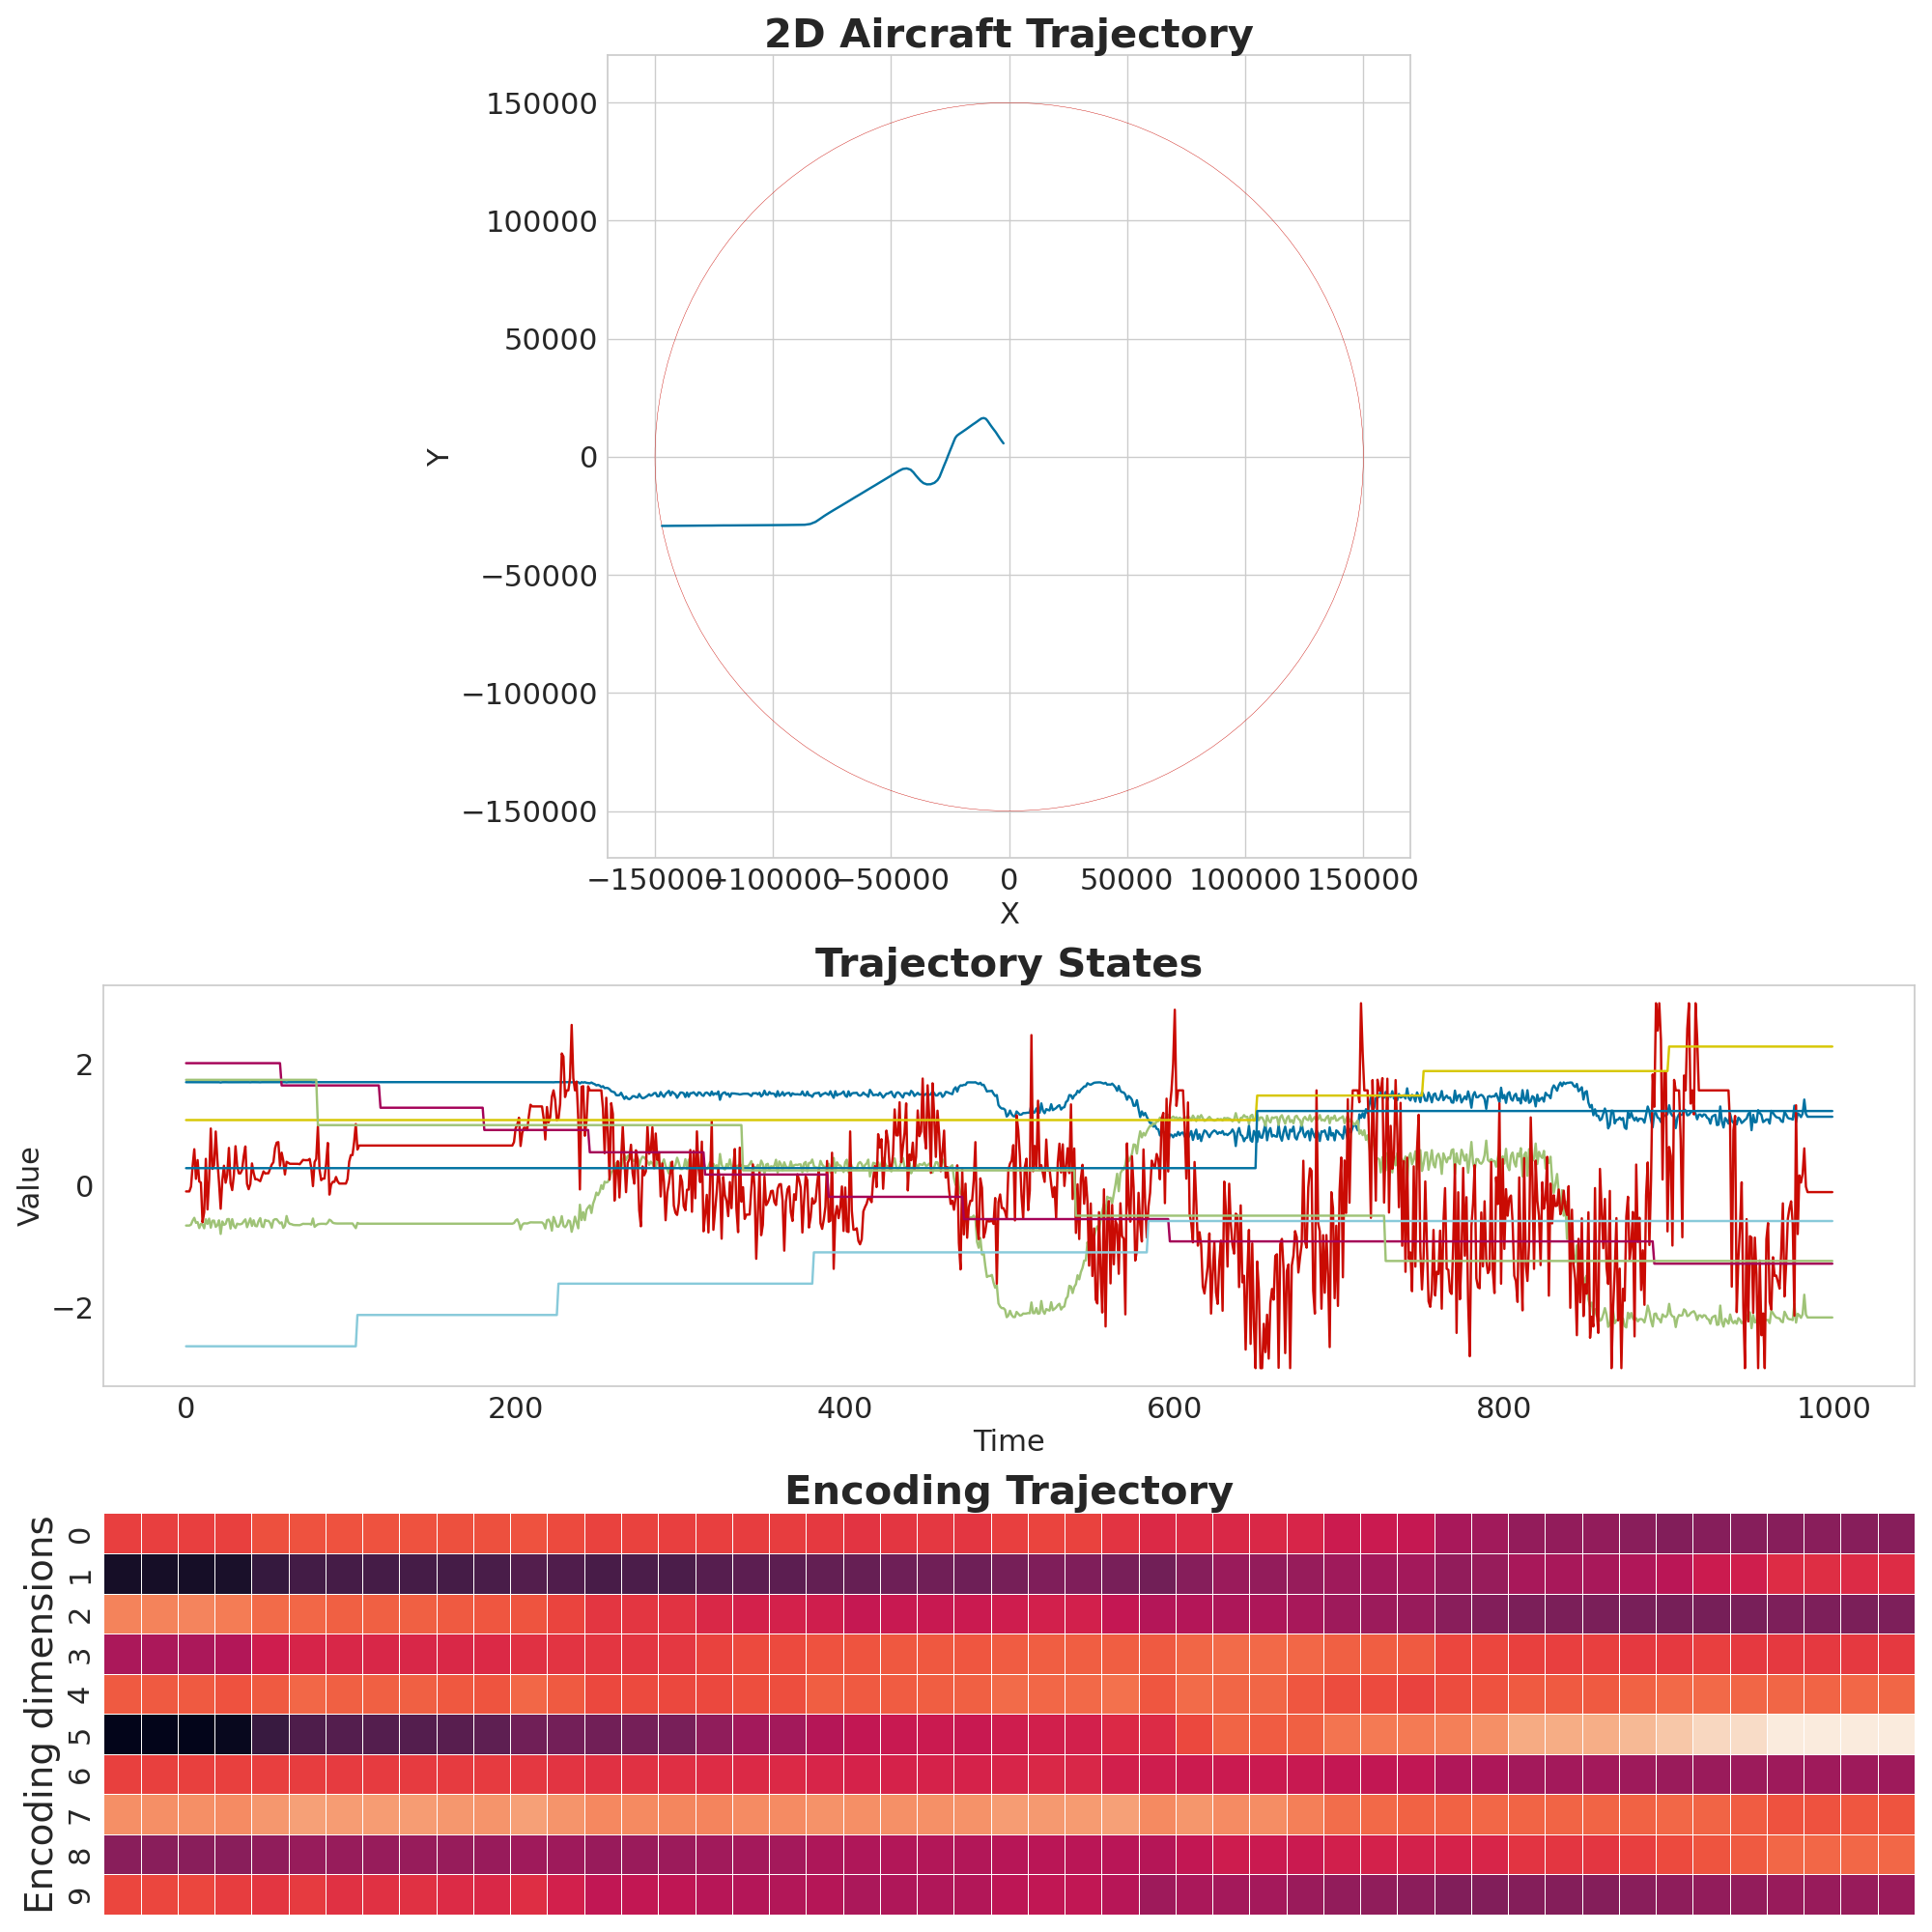 2D Aircraft Trajectory
150000
100000
50000
0
−50000
−100000
−150000
Y
−150000 −100000 −50000 0 50000 100000 150000
X
Trajectory States
2
0
−2
Value
0 200 400 600 800 1000
Time
Encoding Trajectory
Encoding dimensions
0
1
2
3
4
5
6
7
8
9